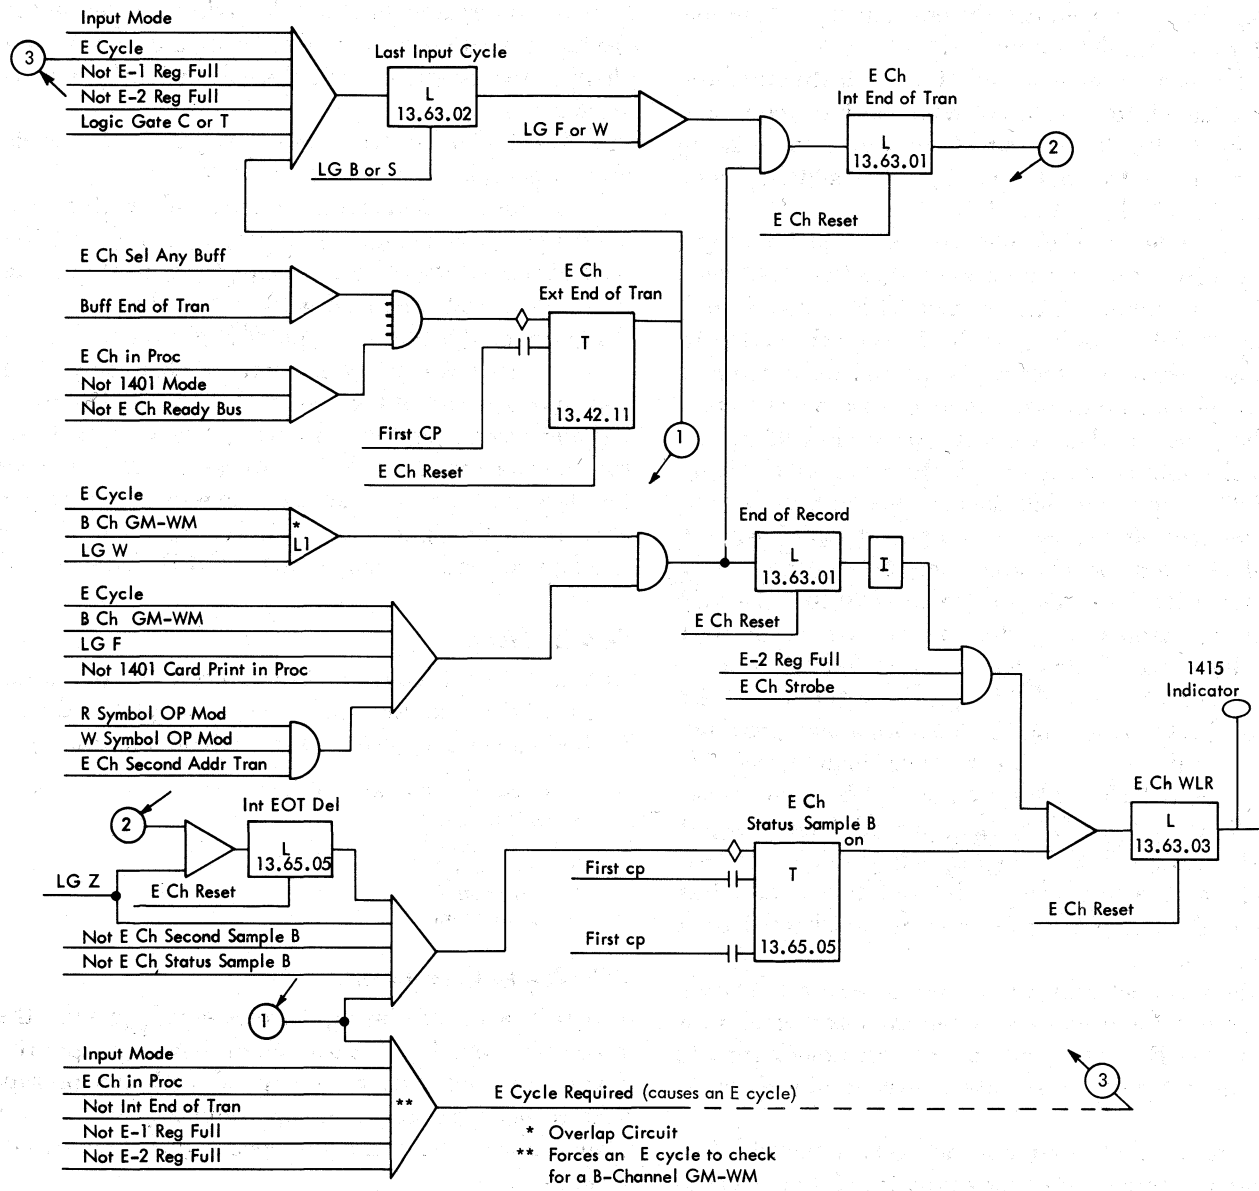 Input Mode
E Cycle
3
Not E-1 Reg Full
Not E-2 Reg Full
Logic Gate C or T
Last Input Cycle
L
13.63.02
LG B or S
LG F or W
E Ch
Int End of Tran
L
13.63.01
2
E Ch Reset
E Ch Sel Any Buff
Buff End of Tran
E Ch in Proc
Not 1401 Mode
Not E Ch Ready Bus
E Ch
Ext End of Tran
T
13.42.11
First CP
E Ch Reset
1
E Cycle
B Ch GM-WM
LG W
*
L1
End of Record
L
13.63.01
I
E Ch Reset
E Cycle
B Ch GM-WM
LG F
Not 1401 Card Print in Proc
R Symbol OP Mod
W Symbol OP Mod
E Ch Second Addr Tran
E-2 Reg Full
E Ch Strobe
1415
Indicator
2
Int EOT Del
L
13.65.05
LG Z
E Ch Reset
Not E Ch Second Sample B
Not E Ch Status Sample B
1
E Ch
Status Sample B
on
First cp
T
First cp
13.65.05
E Ch WLR
L
13.63.03
E Ch Reset
Input Mode
E Ch in Proc
Not Int End of Tran
Not E-1 Reg Full
Not E-2 Reg Full
**
E Cycle Required (causes an E cycle)
3
* Overlap Circuit
** Forces an E cycle to check
for a B-Channel GM-WM